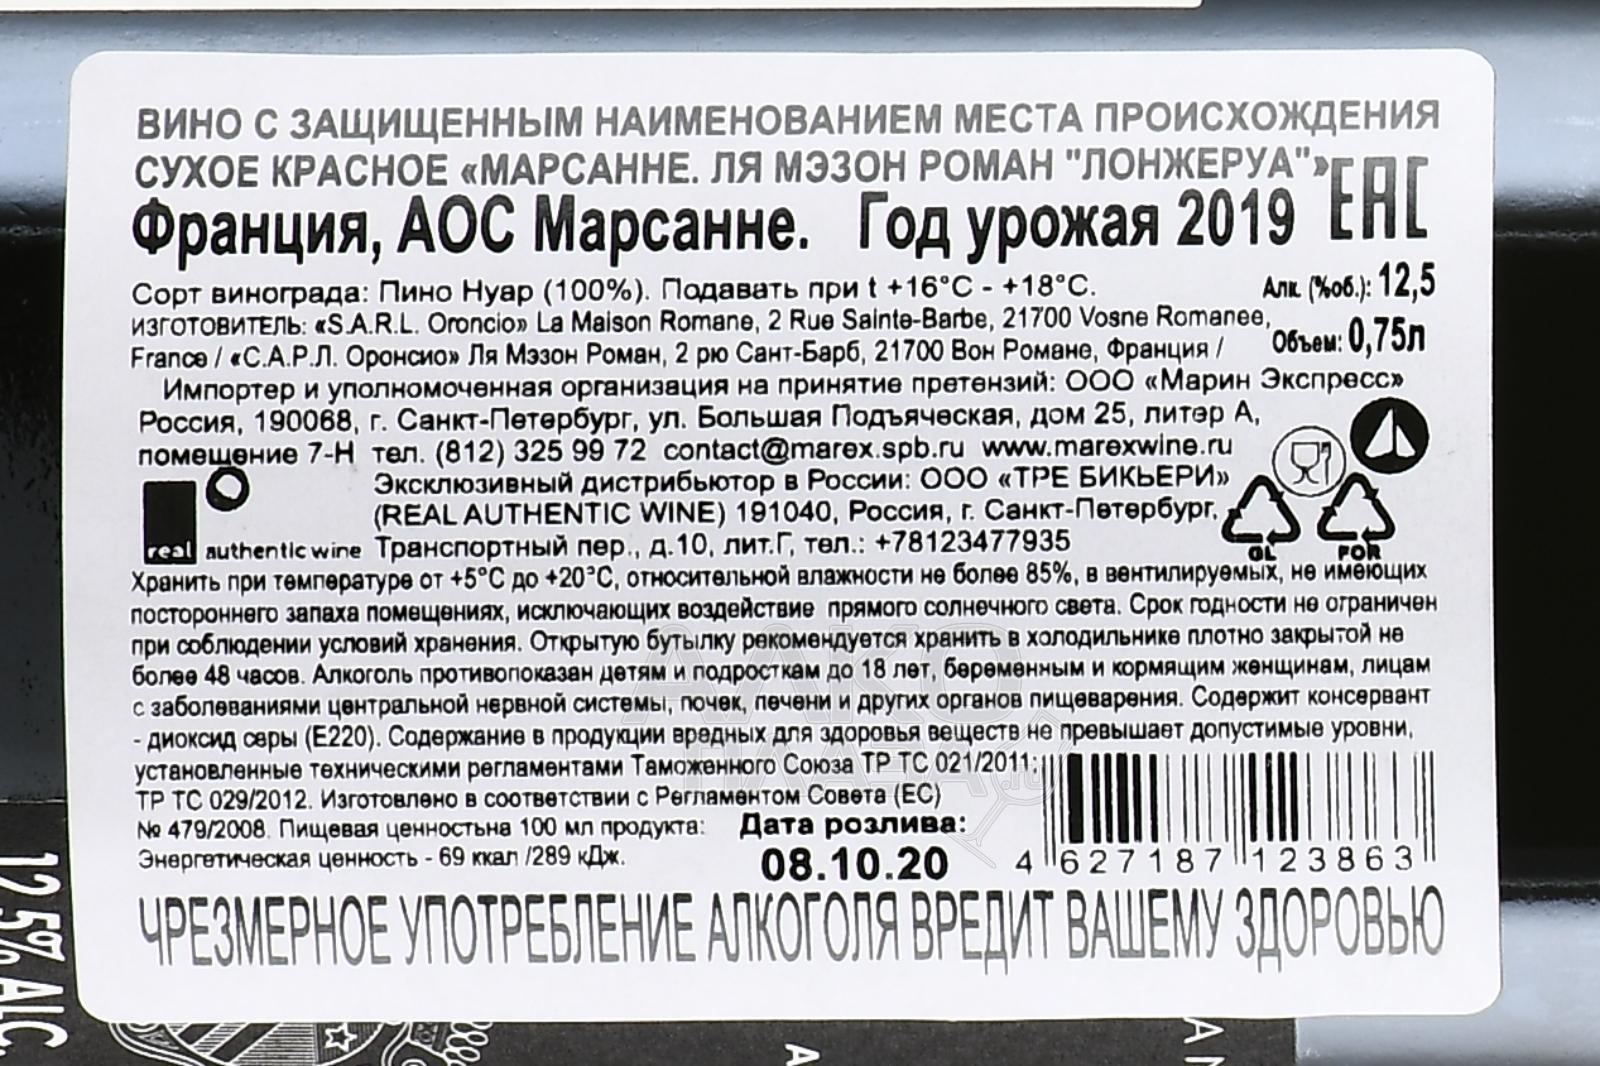 ВИНО С ЗАЩИЩЕННЫМ НАИМЕНОВАНИЕМ МЕСТА ПРОИСХОЖДЕНИЯ
СУХОЕ КРАСНОЕ «МАРСАННЕ. ЛЯ МЭЗОН РОМАН "ЛОНЖЕРУА"»
EAC
Франция, АОС Марсанне. Год урожая 2019
Сорт винограда: Пино Нуар (100%). Подавать при t +16°C - +18°C.
Алк. (%об.): 12,5
ИЗГОТОВИТЕЛЬ: «S.A.R.L. Oroncio» La Maison Romane, 2 Rue Sainte-Barbe, 21700 Vosne Romanee,
Объем: 0,75л
France / «С.А.Р.Л. Оронсио» Ля Мэзон Роман, 2 рю Сант-Барб, 21700 Вон Романе, Франция /
Импортер и уполномоченная организация на принятие претензий: ООО «Марин Экспресс»
Россия, 190068, г. Санкт-Петербург, ул. Большая Подъяческая, дом 25, литер А,
помещение 7-Н тел. (812) 325 99 72 contact@marex.spb.ru www.marexwine.ru
Эксклюзивный дистрибьютор в России: ООО «ТРЕ БИКЬЕРИ»
(REAL AUTHENTIC WINE) 191040, Россия, г. Санкт-Петербург,
real authentic wine
Транспортный пер., д.10, лит.Г, тел.: +78123477935
GL FOR
Хранить при температуре от +5°C до +20°C, относительной влажности не более 85%, в вентилируемых, не имеющих
постороннего запаха помещениях, исключающих воздействие прямого солнечного света. Срок годности не ограничен
при соблюдении условий хранения. Открытую бутылку рекомендуется хранить в холодильнике плотно закрытой не
более 48 часов. Алкоголь противопоказан детям и подросткам до 18 лет, беременным и кормящим женщинам, лицам
с заболеваниями центральной нервной системы, почек, печени и других органов пищеварения. Содержит консервант
- диоксид серы (Е220). Содержание в продукции вредных для здоровья веществ не превышает допустимые уровни,
установленные техническими регламентами Таможенного Союза ТР ТС 021/2011;
ТР ТС 029/2012. Изготовлено в соответствии с Регламентом Совета (ЕС)
№ 479/2008. Пищевая ценностьна 100 мл продукта:
Энергетическая ценность - 69 ккал /289 кДж.
Дата розлива:
08.10.20
4 627187 123863
ЧРЕЗМЕРНОЕ УПОТРЕБЛЕНИЕ АЛКОГОЛЯ ВРЕДИТ ВАШЕМУ ЗДОРОВЬЮ
АЛКО
ПЛАЗА.ru
12.5% ALC.